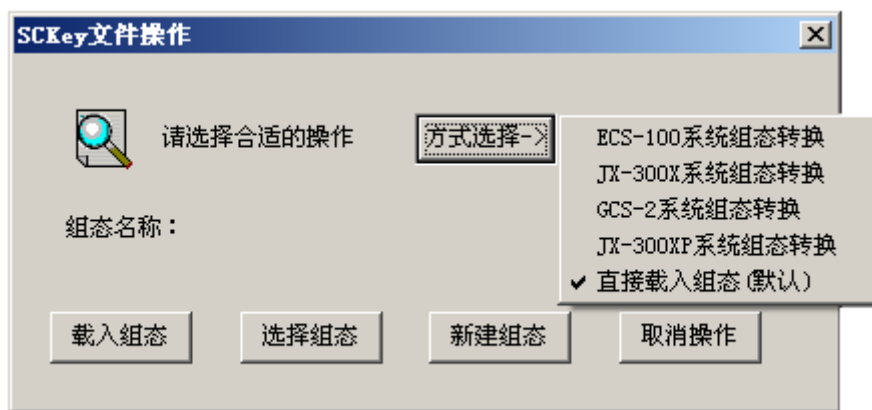 SCKey文件操作
请选择合适的操作
方式选择->
ECS-100系统组态转换
JX-300X系统组态转换
GCS-2系统组态转换
JX-300XP系统组态转换
直接载入组态(默认)
组态名称：
载入组态
选择组态
新建组态
取消操作